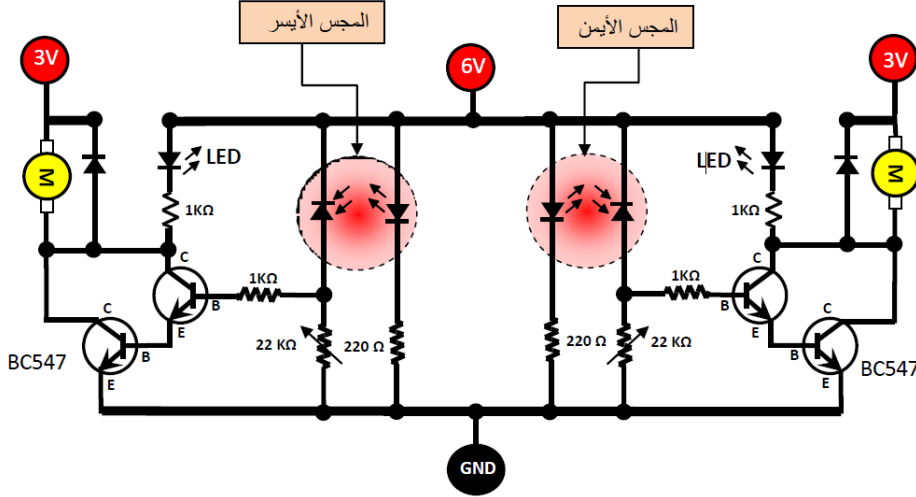 المجس الأيسر
المجس الأيمن
3V
6V
3V
LED
LED
M
M
1KΩ
1KΩ
C
1KΩ
1KΩ
C
B
B
C
E
E
C
22 KΩ
220 Ω
220 Ω
22 KΩ
BC547
B
B
BC547
E
E
GND